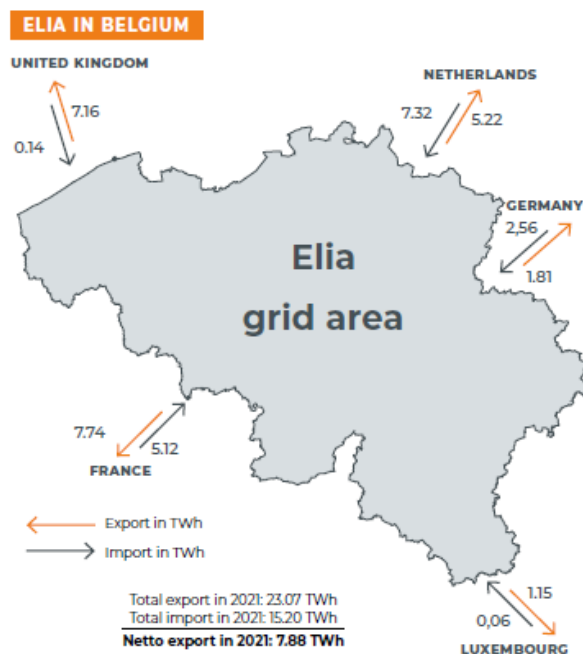 ELIA IN BELGIUM
UNITED KINGDOM
7.16
0.14
NETHERLANDS
7.32
5.22
GERMANY
2,56
1.81
Elia
grid area
7.74
5.12
FRANCE
Export in TWh
Import in TWh
Total export in 2021: 23.07 TWh
Total import in 2021: 15.20 TWh
Netto export in 2021: 7.88 TWh
1.15
0,06
LUXEMBOURG